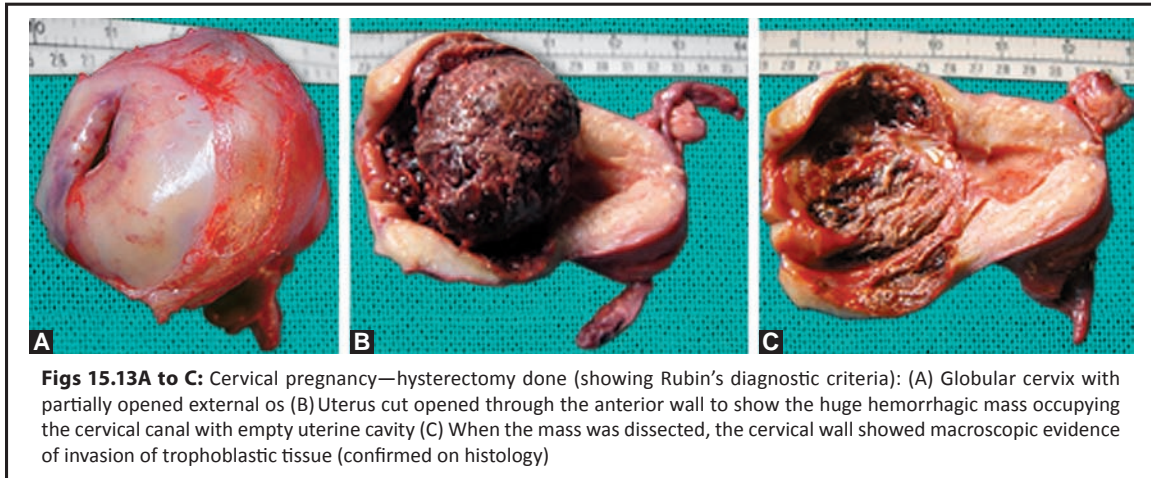 A
B
C
Figs 15.13A to C: Cervical pregnancy—hysterectomy done (showing Rubin's diagnostic criteria): (A) Globular cervix with
partially opened external os (B) Uterus cut opened through the anterior wall to show the huge hemorrhagic mass occupying
the cervical canal with empty uterine cavity (C) When the mass was dissected, the cervical wall showed macroscopic evidence
of invasion of trophoblastic tissue (confirmed on histology)